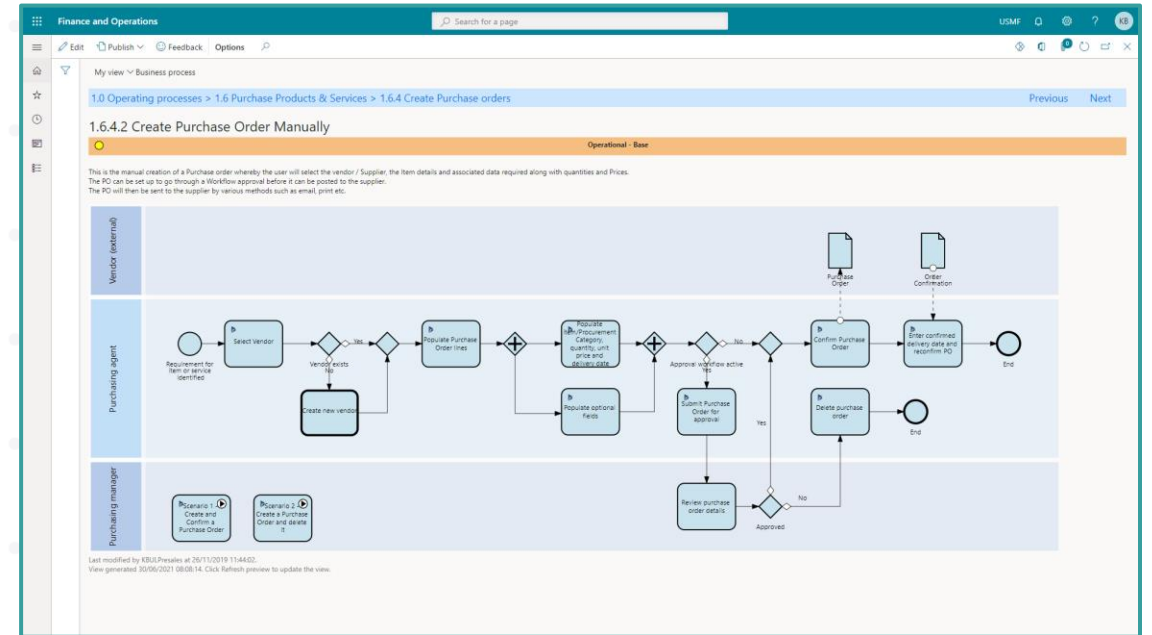 Finance and Operations
Search for a page
USMF
?
KB
Edit
Publish
Feedback
Options
0
My view
Business process
1.0 Operating processes > 1.6 Purchase Products & Services > 1.6.4 Create Purchase orders
Previous
Next
1.6.4.2 Create Purchase Order Manually
Operational - Base
This is the manual creation of a Purchase order whereby the user will select the vendor / Supplier, the Item details and associated data required along with quantities and Prices.
The PO can be set up to go through a Workflow approval before it can be posted to the supplier.
The PO will then be sent to the supplier by various methods such as email, print etc.
Vendor (external)
Purchase
Order
Order
Confirmation
Purchasing agent
Requirement for
Item or service
identified
Select Vendor
Vendor exists
Yes
No
Create new vendor
Populate Purchase
Order lines
Populate
Item/Procurement
Category,
quantity, unit
price and
delivery date
Populate optional
fields
Approval workflow active
No
Yes
Submit Purchase
Order for
approval
Yes
Confirm Purchase
Order
Enter confirmed
delivery date and
reconfirm PO
End
Delete purchase
order
End
Purchasing manager
Scenario 1 -
Create and
Confirm a
Purchase Order
Scenario 2 -
Create a Purchase
Order and delete
it
Review purchase
order details
Approved
No
Last modified by KBULPresales at 26/11/2019 11:44:02.
View generated 30/06/2021 08:08:14. Click Refresh preview to update the view.